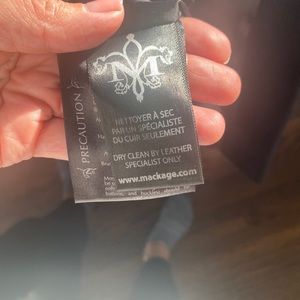 PRECAUTION
NETTOYER À SEC
PAR UN SPÉCIALISTE
DU CUIR SEULEMENT
DRY CLEAN BY LEATHER
SPECIALIST ONLY
www.mackage.com